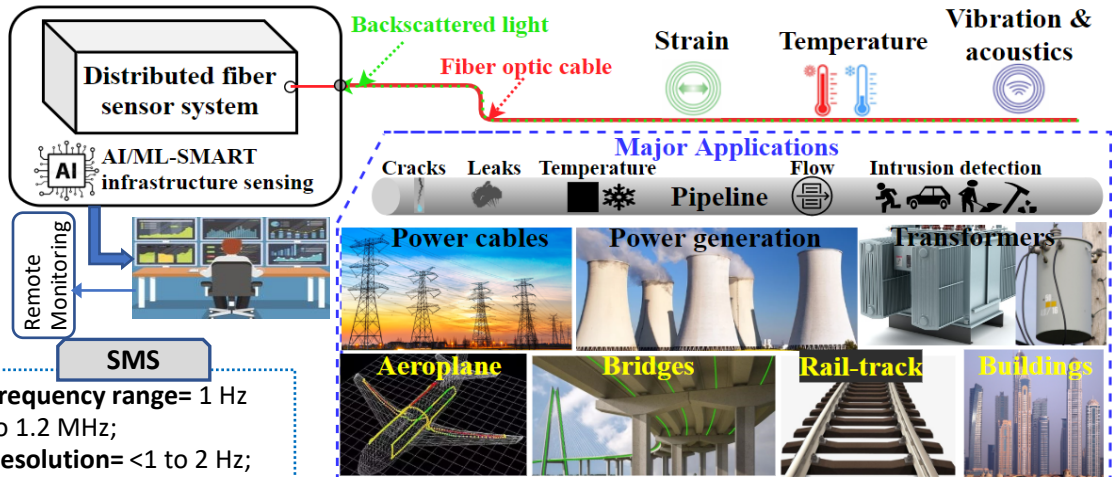 Backscattered light
Fiber optic cable
Distributed fiber
sensor system
AI
AI/ML-SMART
infrastructure sensing
Remote
Monitoring
Strain
Temperature
Vibration &
acoustics
Major Applications
Cracks
Leaks
Temperature
Flow
Intrusion detection
Pipeline
Power cables
Power generation
Transformers
Aeroplane
Bridges
Rail-track
Buildings
SMS
requency range= 1 Hz
o 1.2 MHz;
esolution= <1 to 2 Hz;